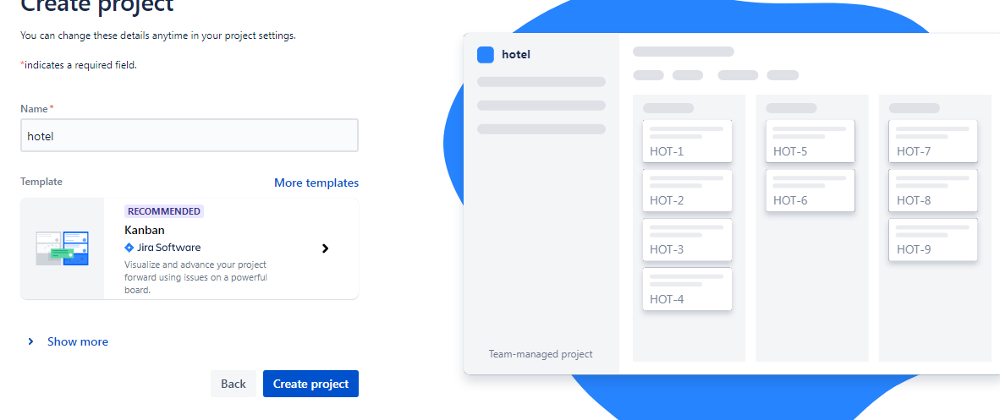 Create project
You can change these details anytime in your project settings.
*indicates a required field.
Name*
hotel
Template
More templates
RECOMMENDED
Kanban
Jira Software
Visualize and advance your project
forward using issues on a powerful
board.
Show more
Back
Create project
hotel
HOT-1
HOT-2
HOT-3
HOT-4
HOT-5
HOT-6
HOT-7
HOT-8
HOT-9
Team-managed project